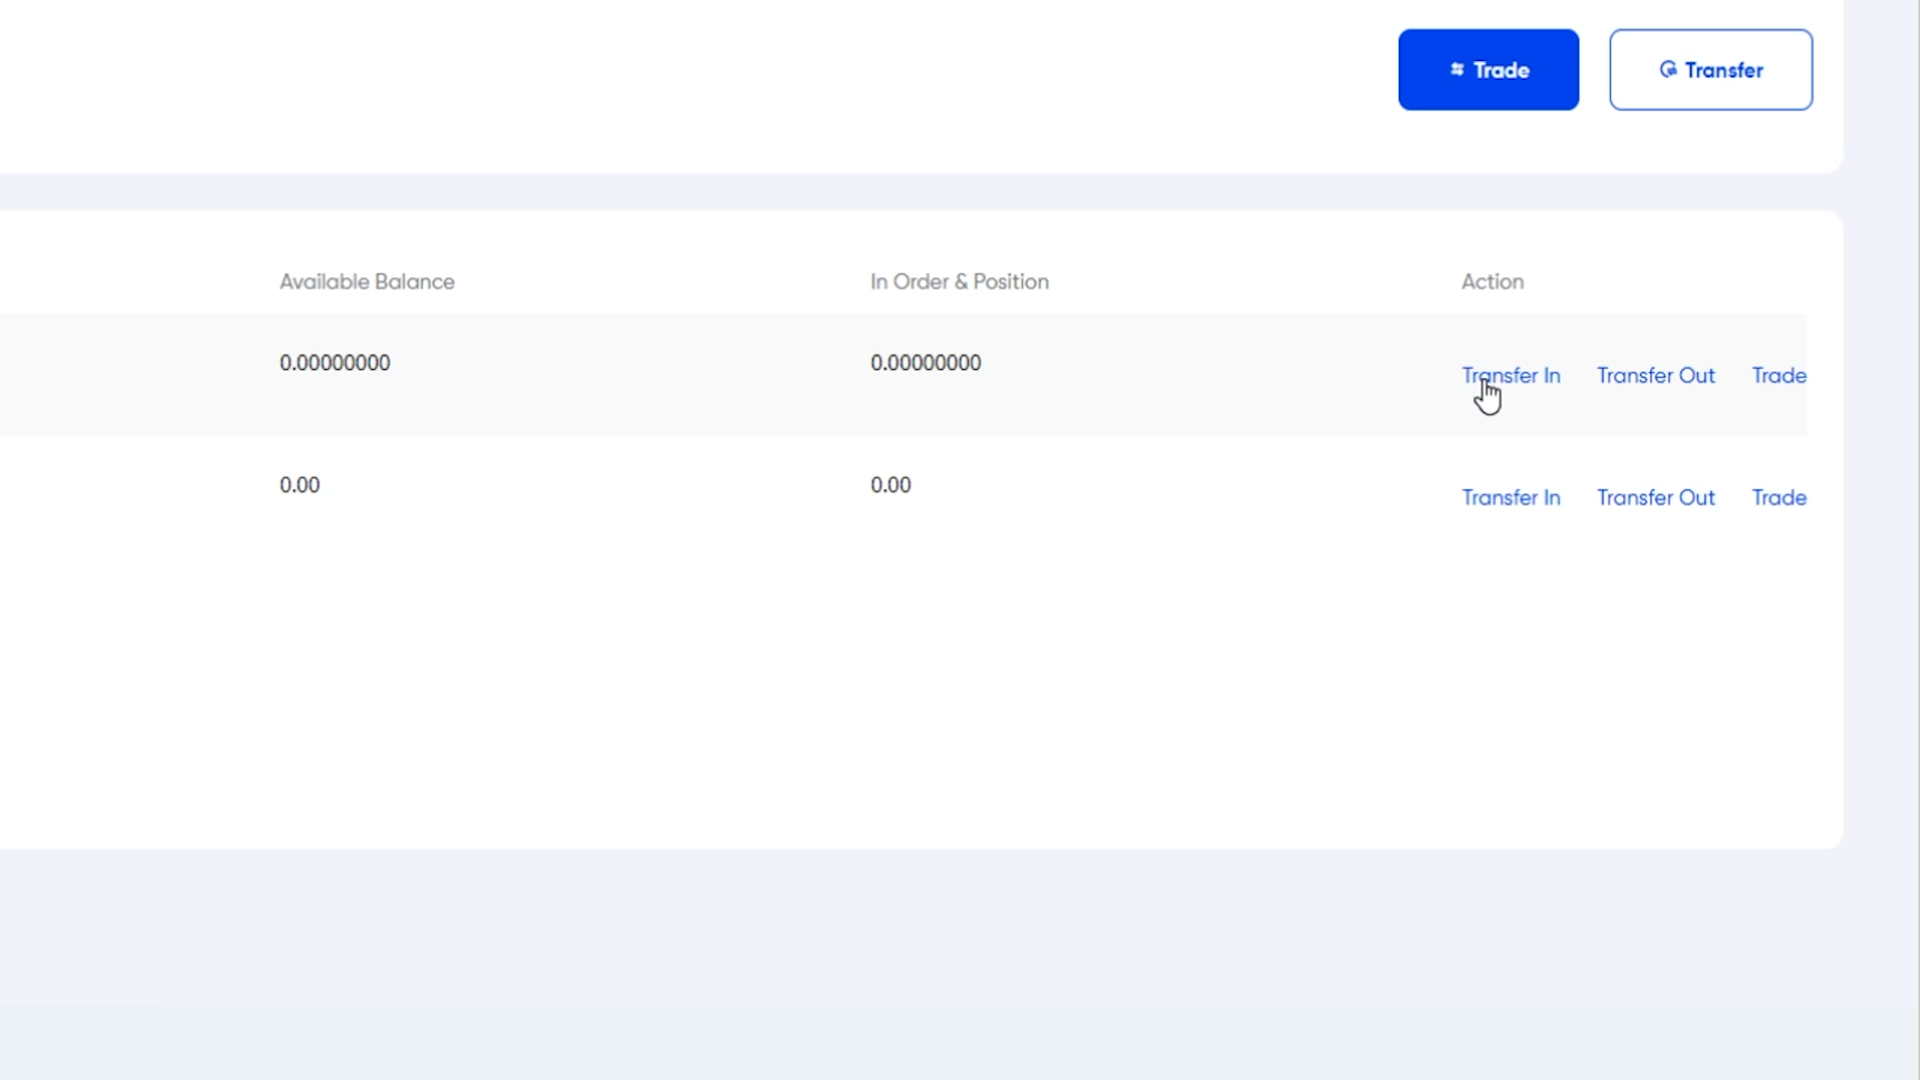 Trade Transfer
Available Balance In Order & Position Action
0.00000000 0.00000000 Transfer In Transfer Out Trade
0.00 0.00 Transfer In Transfer Out Trade